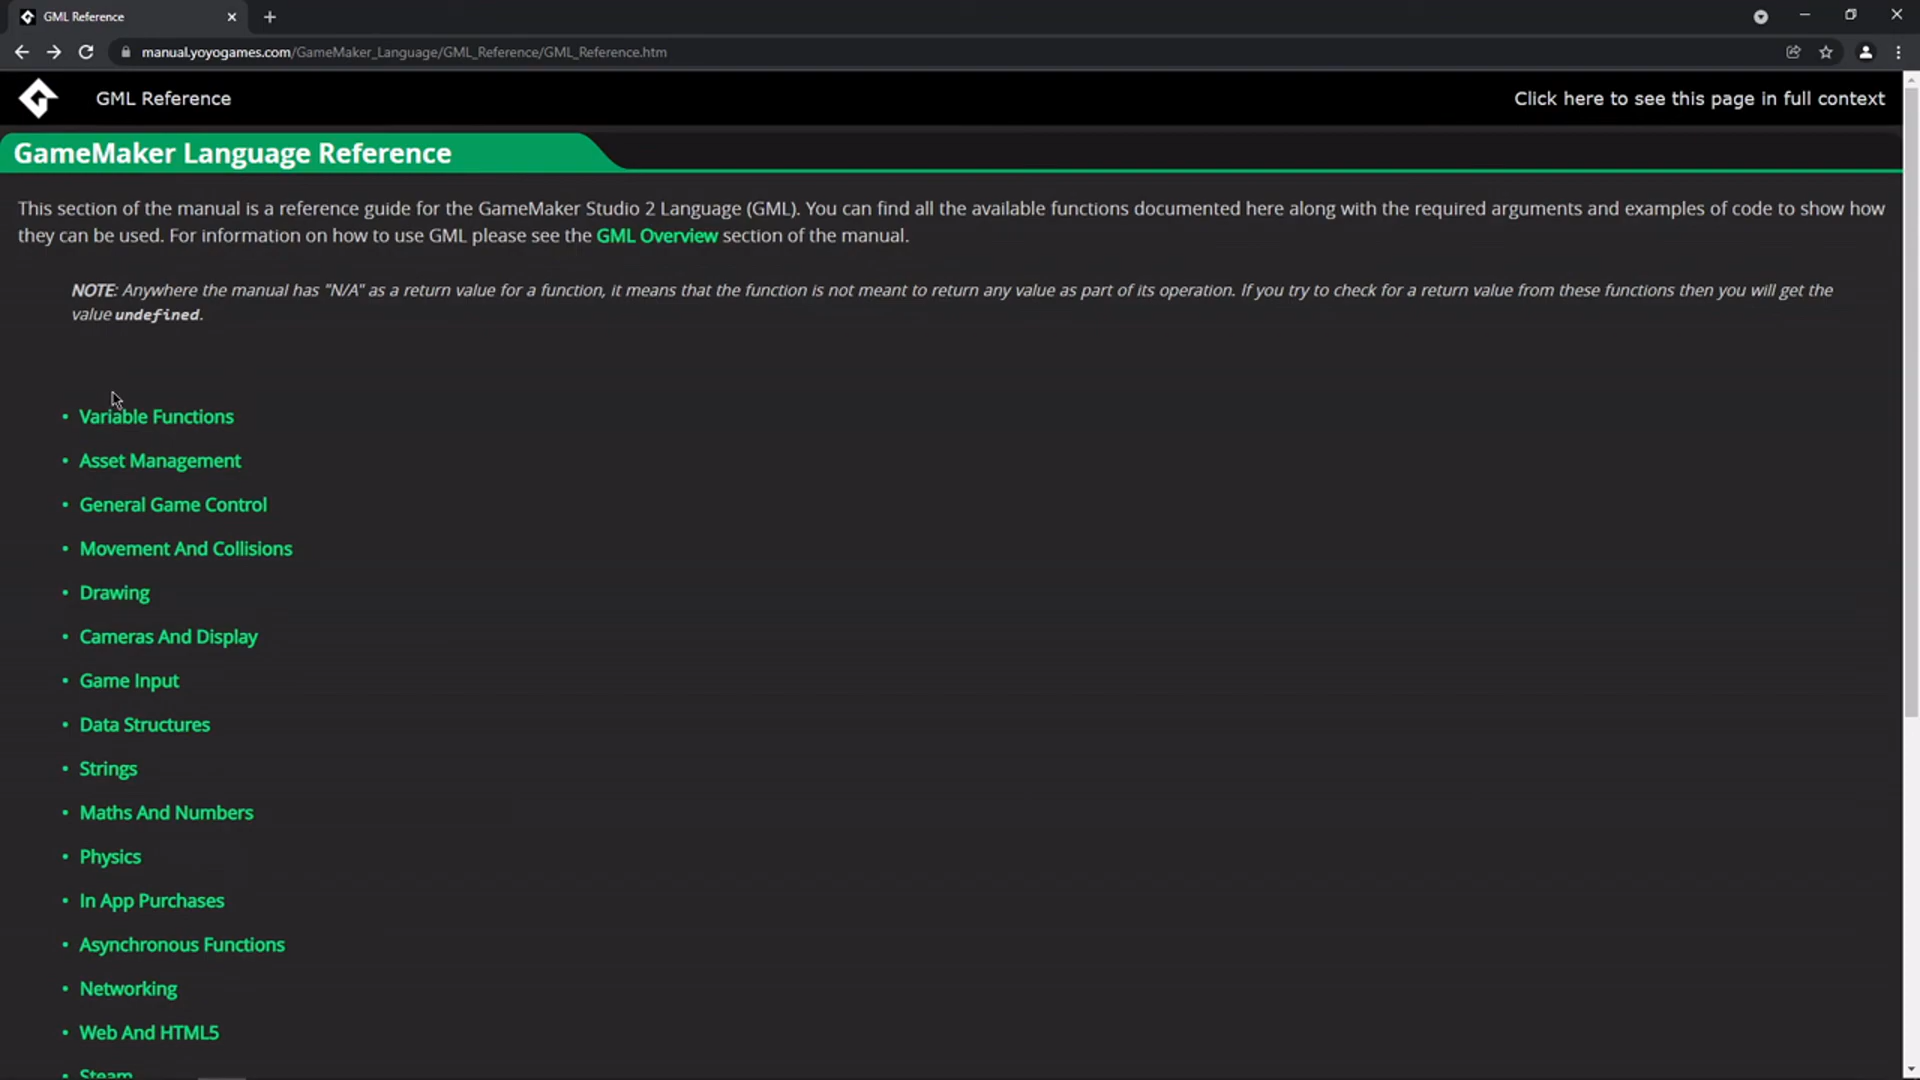 GML Reference
manual.yoyogames.com/GameMaker_Language/GML_Reference/GML_Reference.htm
GML Reference
Click here to see this page in full context
GameMaker Language Reference
This section of the manual is a reference guide for the GameMaker Studio 2 Language (GML). You can find all the available functions documented here along with the required arguments and examples of code to show how
they can be used. For information on how to use GML please see the GML Overview section of the manual.
NOTE: Anywhere the manual has "N/A" as a return value for a function, it means that the function is not meant to return any value as part of its operation. If you try to check for a return value from these functions then you will get the
value undefined.
• Variable Functions
• Asset Management
• General Game Control
• Movement And Collisions
• Drawing
• Cameras And Display
• Game Input
• Data Structures
• Strings
• Maths And Numbers
• Physics
• In App Purchases
• Asynchronous Functions
• Networking
• Web And HTML5
• Steam